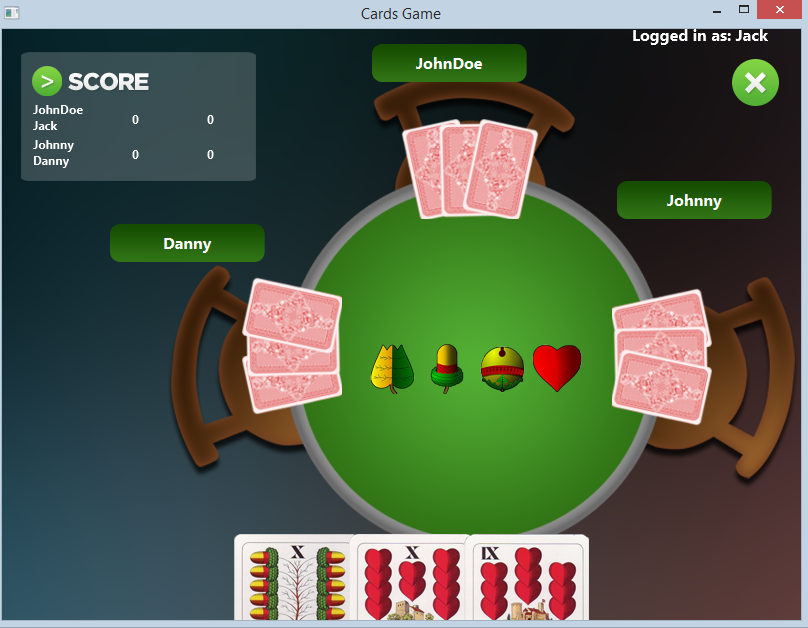 Cards Game
Logged in as: Jack
> SCORE
JohnDoe
Jack
0 0
Johnny
Danny
0 0
JohnDoe
Johnny
Danny
X
X
IX